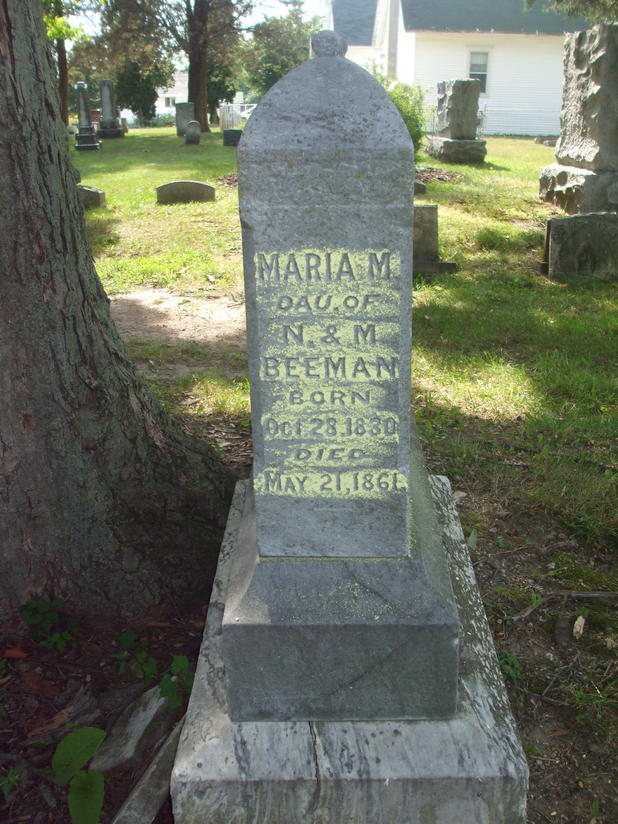 MARIA M.
DAU. OF
N. & M
BEEMAN
BORN
Oct. 28, 1830
DIED
MAY 21, 1861.